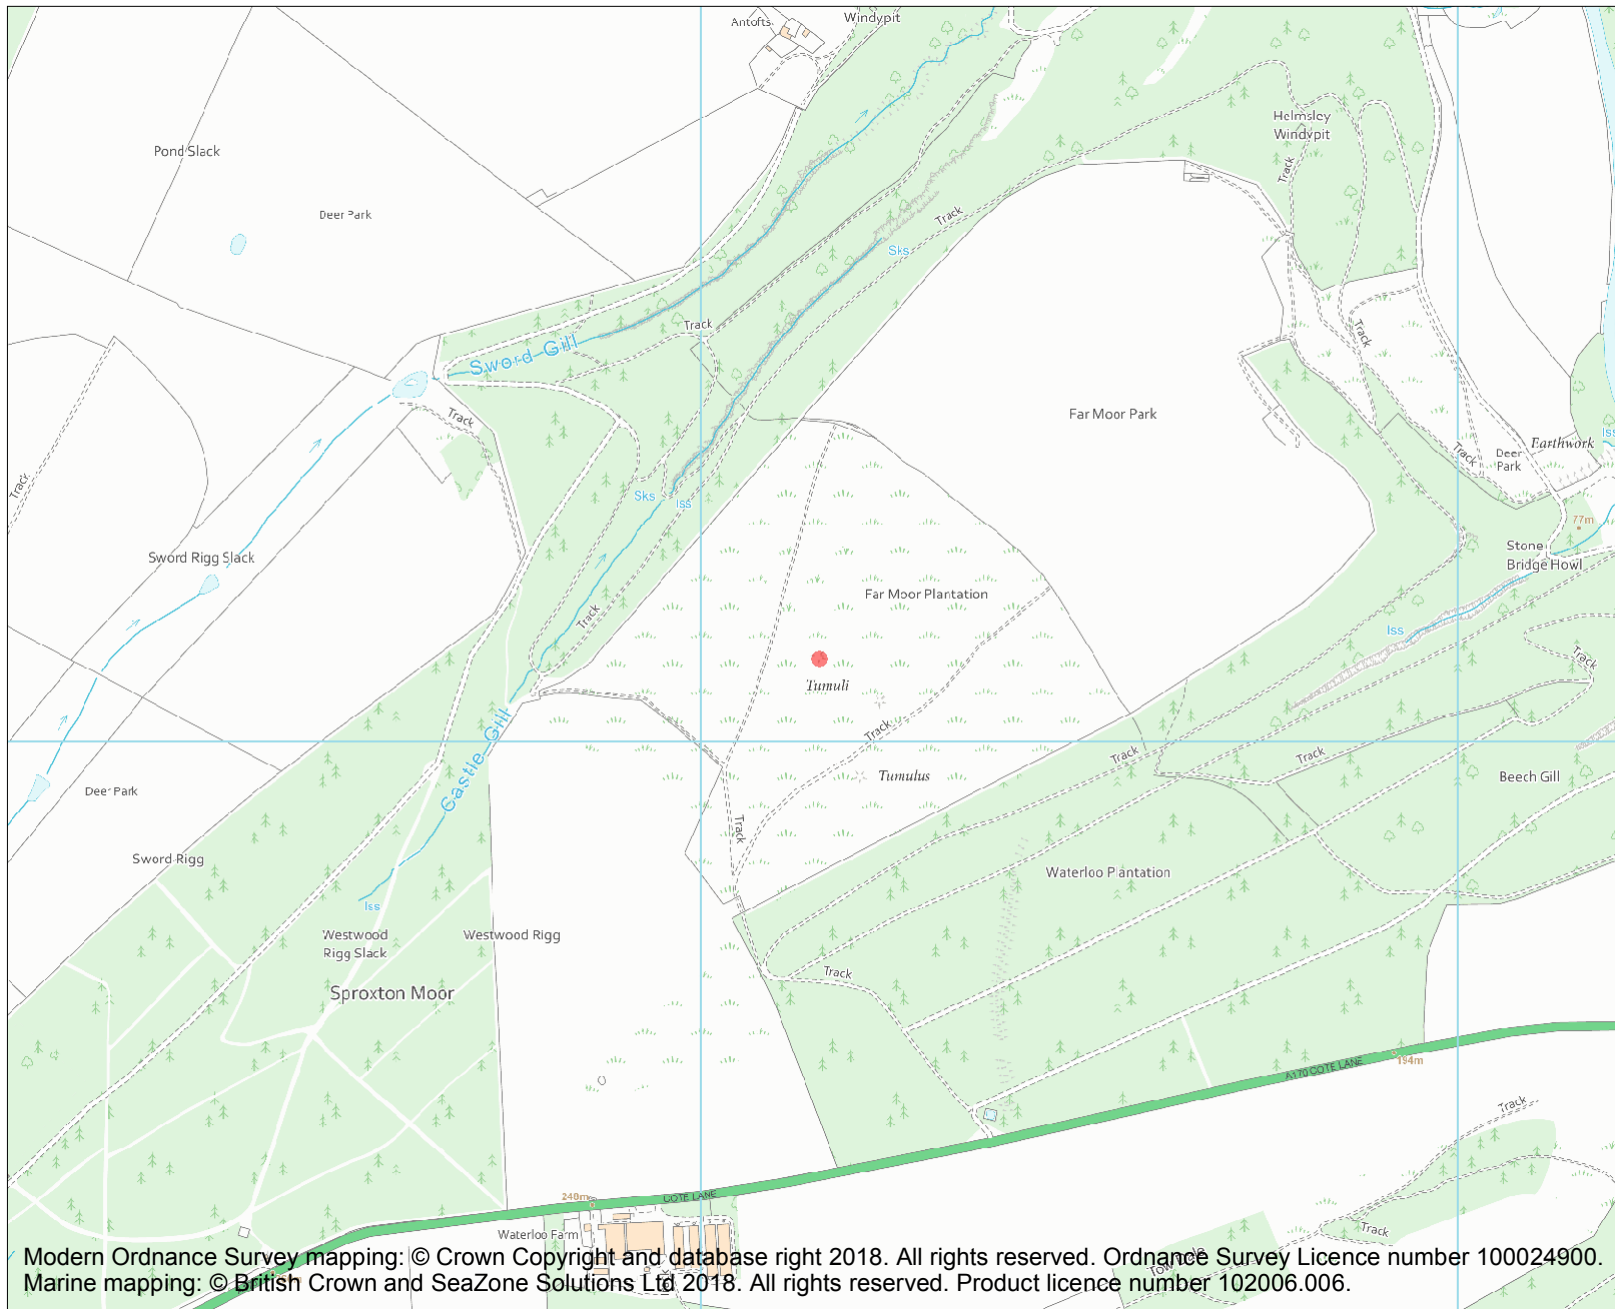 Antofts
Windypit
Helmsley
Windypit
Pond Slack
Track
Deer Park
Track
Sks
Track
Sword Gill
Track
Track
Far Moor Park
Track
Earthwork
Iss
Track
Deer
Park
Track
Sks
Iss
77m
Sword Rigg Slack
Stone
Bridge Howl
Far Moor Plantation
Track
Iss
Track
Tumuli
Track
Castle Gill
Track
Track
Tumulus
Beech Gill
Deer Park
Track
Sword Rigg
Waterloo Plantation
Iss
Westwood
Rigg Slack
Westwood Rigg
Track
Sproxton Moor
A170 COTE LANE
194m
Track
240m
COTE LANE
Waterloo Farm
Track
Modern Ordnance Survey mapping: © Crown Copyright and database right 2018. All rights reserved. Ordnance Survey Licence number 100024900.
Marine mapping: © British Crown and SeaZone Solutions Ltd 2018. All rights reserved. Product licence number 102006.006.